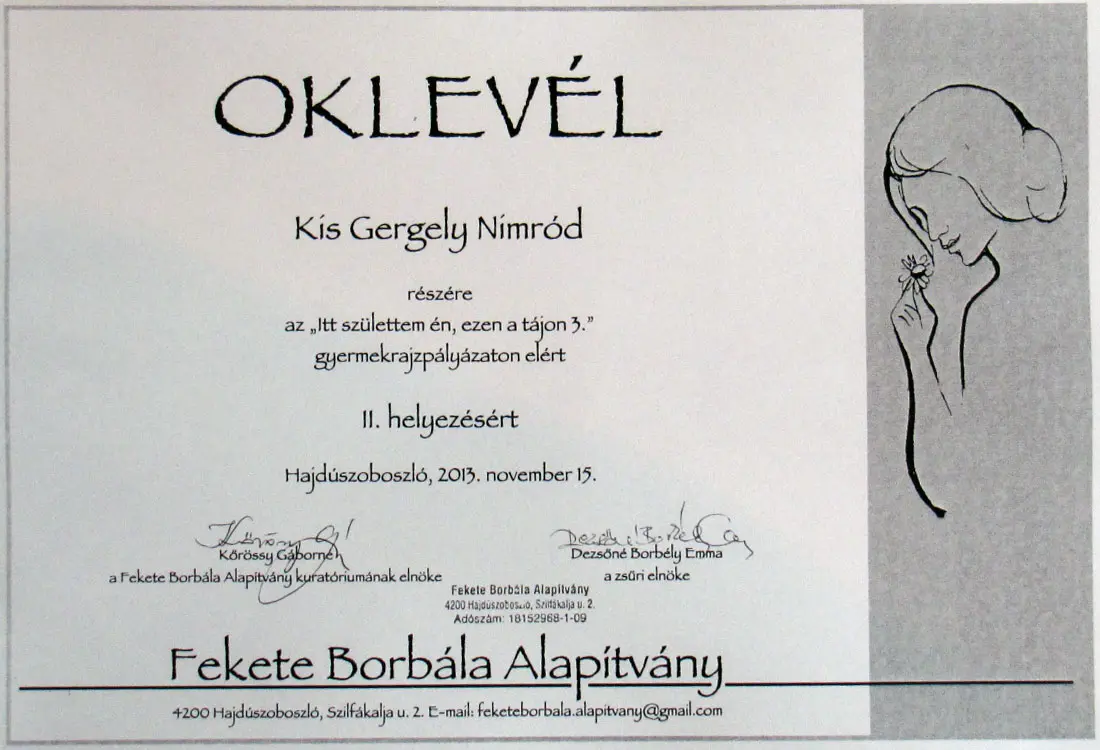 OKLEVÉL
Kis Gergely Nimród
részére
az „Itt születtem én, ezen a tájon 3.”
gyermekrajzpályázaton elért
II. helyezésért
Hajdúszoboszló, 2013. november 15.
Kőrössy Gáborné
Dezsőné Borbély Emma
a Fekete Borbála Alapítvány kuratóriumának elnöke
a zsűri elnöke
Fekete Borbála Alapítvány
4200 Hajdúszoboszló, Szilfákalja u. 2.
Adószám: 18152968-1-09
Fekete Borbála Alapítvány
4200 Hajdúszoboszló, Szilfákalja u. 2. E-mail: feketeborbala.alapitvany@gmail.com